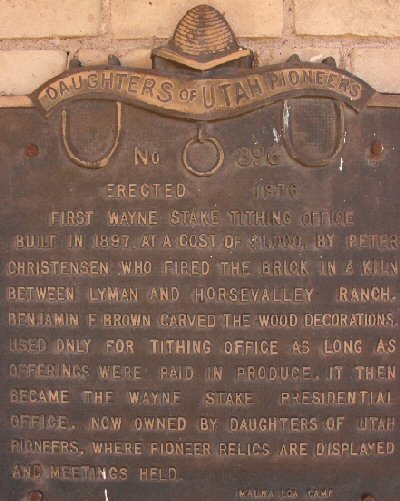 DAUGHTERS OF UTAH PIONEERS
No. 396
ERECTED 1976
FIRST WAYNE STAKE TITHING OFFICE
BUILT IN 1897, AT A COST OF $1,000, BY PETER
CHRISTENSEN WHO FIRED THE BRICK IN A KILN
BETWEEN LYMAN AND HORSEVALLEY RANCH.
BENJAMIN F. BROWN CARVED THE WOOD DECORATIONS.
USED ONLY FOR TITHING OFFICE AS LONG AS
OFFERINGS WERE PAID IN PRODUCE. IT THEN
BECAME THE WAYNE STAKE PRESIDENTIAL
OFFICE. NOW OWNED BY DAUGHTERS OF UTAH
PIONEERS, WHERE PIONEER RELICS ARE DISPLAYED
AND MEETINGS HELD.
CAMP